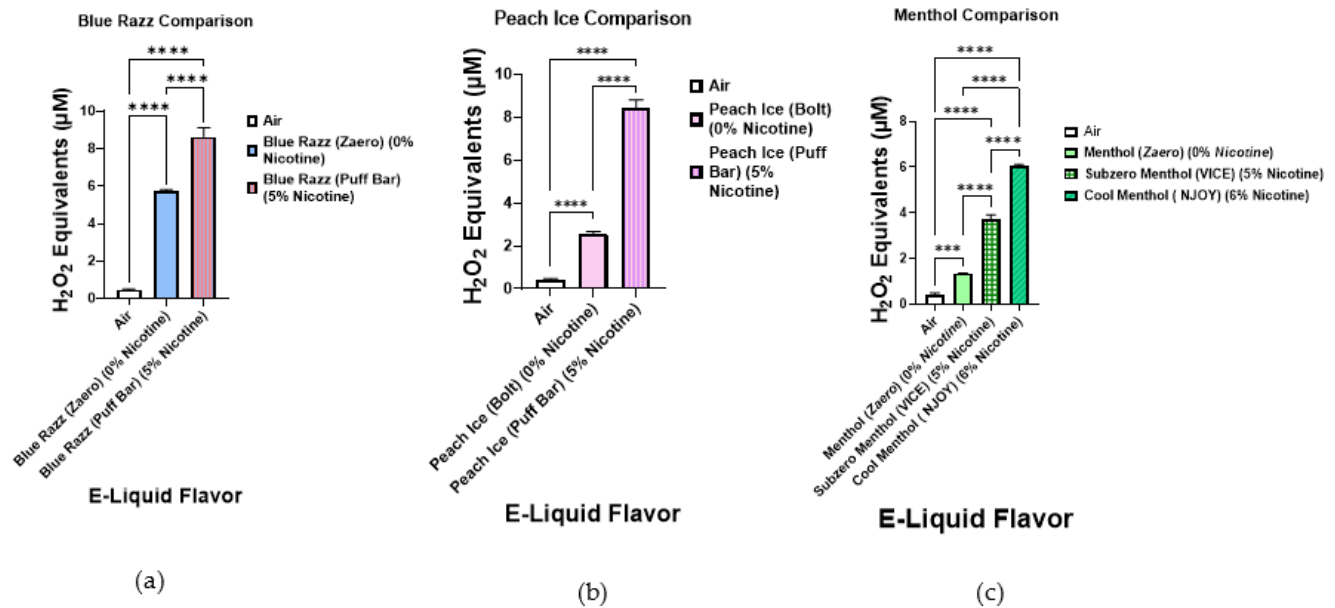 Blue Razz Comparison
****
****
****
H₂O₂ Equivalents (µM)
10
8
6
4
2
0
Air
Blue Razz (Zaero) (0% Nicotine)
Blue Razz (Puff Bar) (5% Nicotine)
Air
Blue Razz (Zaero) (0%
Nicotine)
Blue Razz (Puff Bar)
(5% Nicotine)
E-Liquid Flavor
(a)
Peach Ice Comparison
****
****
****
H₂O₂ Equivalents (µM)
10
8
6
4
2
0
Air
Peach Ice (Bolt) (0% Nicotine)
Peach Ice (Puff Bar) (5% Nicotine)
Air
Peach Ice (Bolt)
(0% Nicotine)
Peach Ice (Puff
Bar) (5%
Nicotine)
E-Liquid Flavor
(b)
Menthol Comparison
****
****
****
****
****
***
H₂O₂ Equivalents (µM)
8
6
4
2
0
Air
Menthol (Zaero) (0% Nicotine)
Subzero Menthol (VICE) (5% Nicotine)
Cool Menthol ( NJOY) (6% Nicotine)
Air
Menthol (Zaero) (0% Nicotine)
Subzero Menthol (VICE) (5% Nicotine)
Cool Menthol ( NJOY) (6% Nicotine)
E-Liquid Flavor
(c)